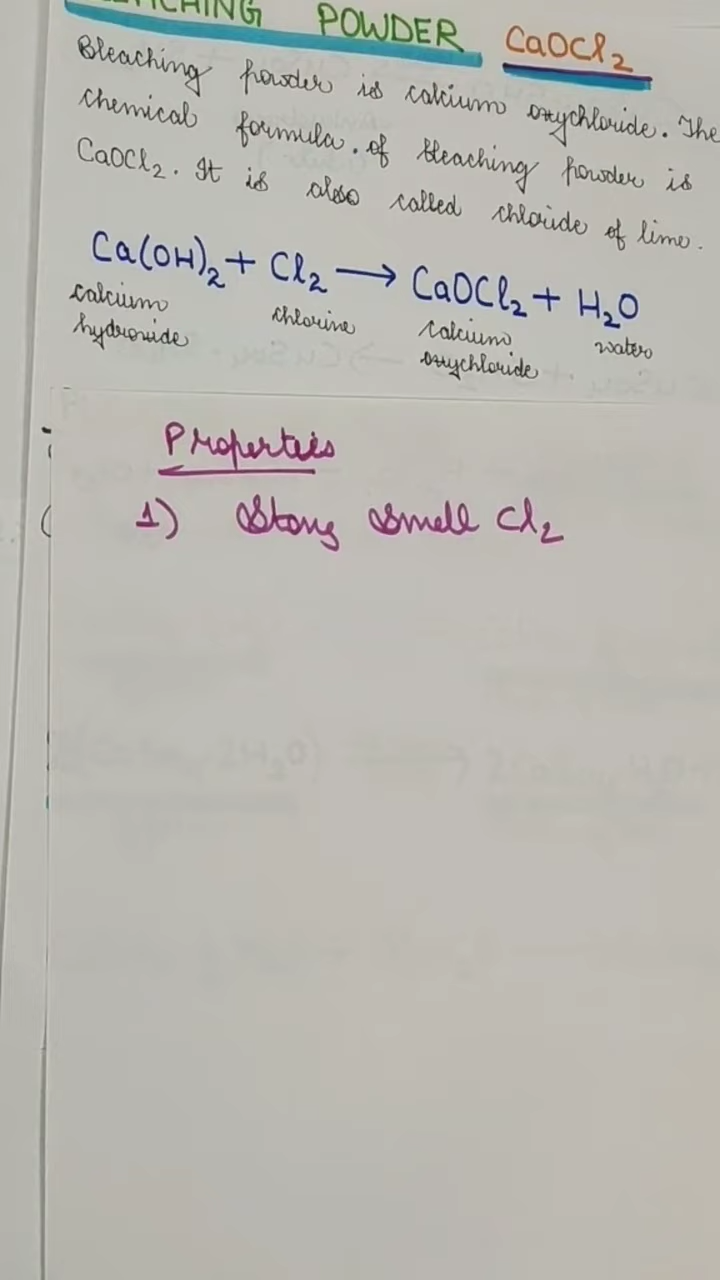 BLEACHING POWDER CaOCl₂
Bleaching powder is calcium oxychloride. The
chemical formula. of bleaching powder is
CaOCl₂. It is also called chloride of lime.
Ca(OH)₂ + Cl₂ → CaOCl₂ + H₂O
calcium hydroxide chlorine calcium oxychloride water
Properties
1) Stong smell Cl₂